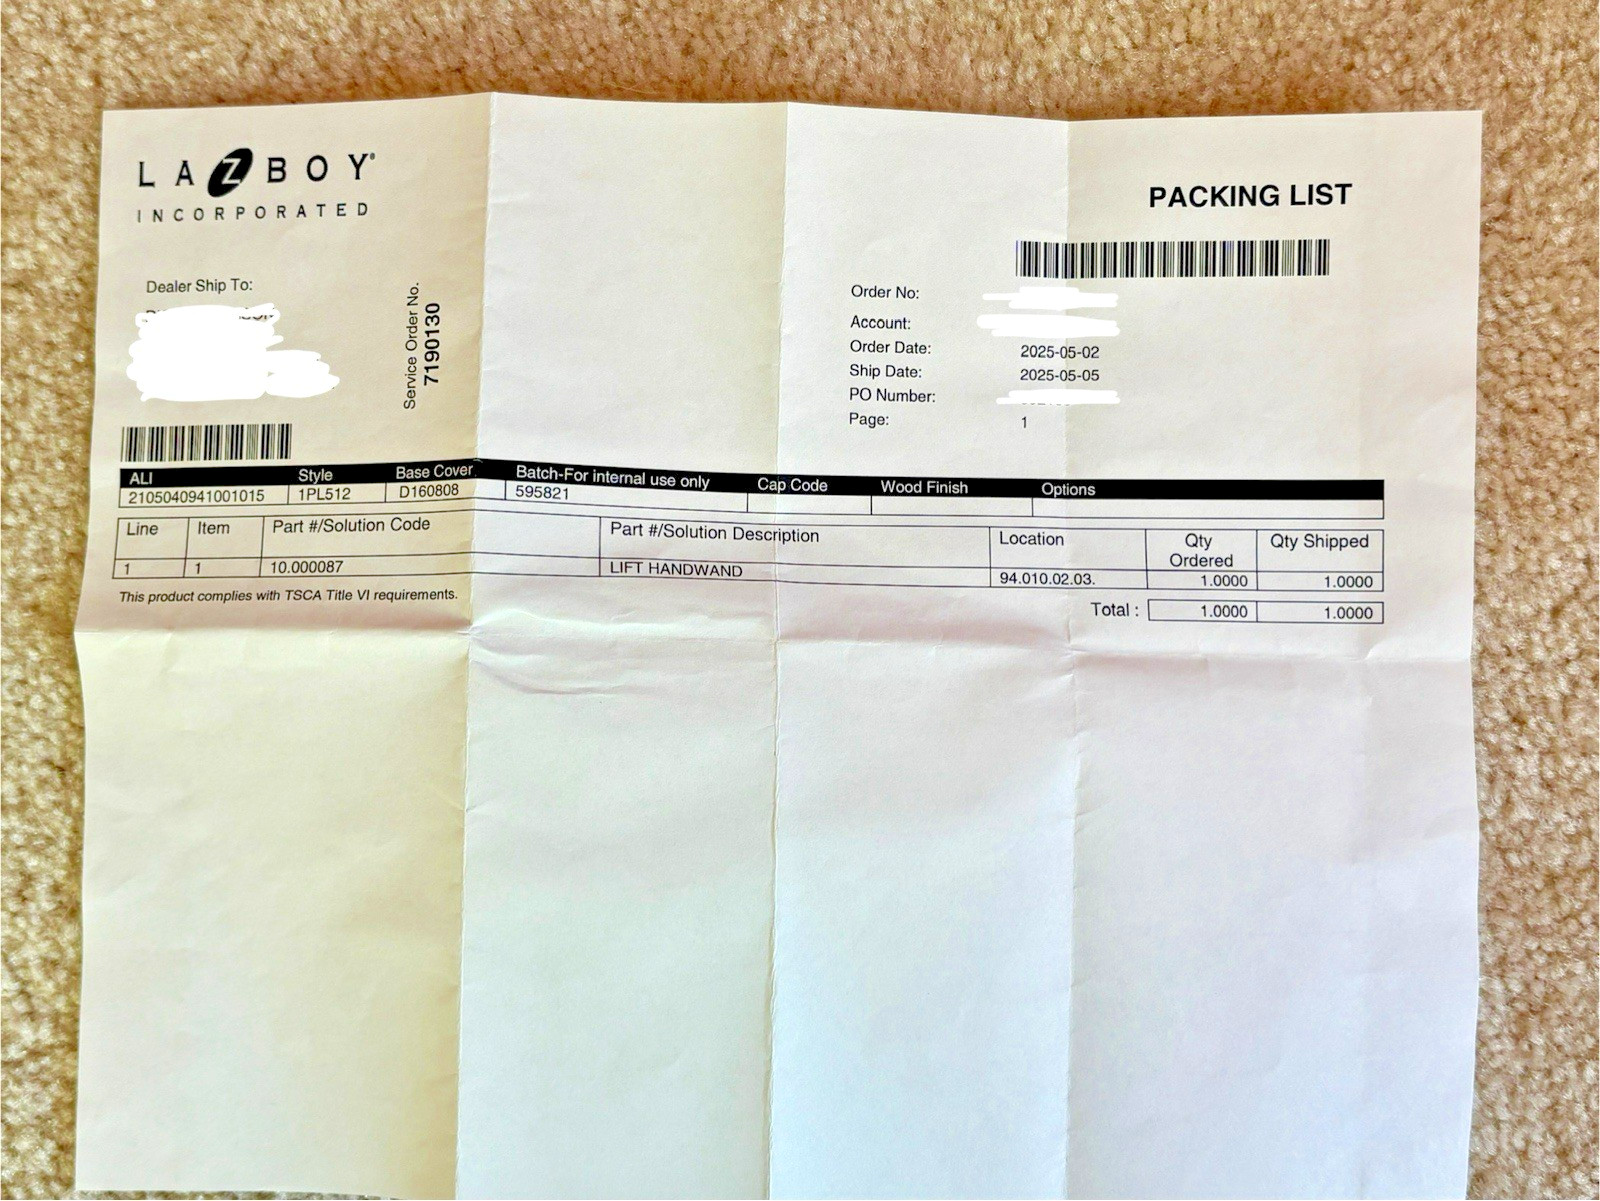 LAZBOY®
INCORPORATED
PACKING LIST
Dealer Ship To:
Service Order No.
7190130
Order No:
Account:
Order Date: 2025-05-02
Ship Date: 2025-05-05
PO Number:
Page: 1
ALI Style Base Cover Batch-For internal use only Cap Code Wood Finish Options
2105040941001015 1PL512 D160808 595821
Line Item Part #/Solution Code Part #/Solution Description Location Qty Ordered Qty Shipped
1 1 10.000087 LIFT HANDWAND 94.010.02.03. 1.0000 1.0000
This product complies with TSCA Title VI requirements.
Total : 1.0000 1.0000